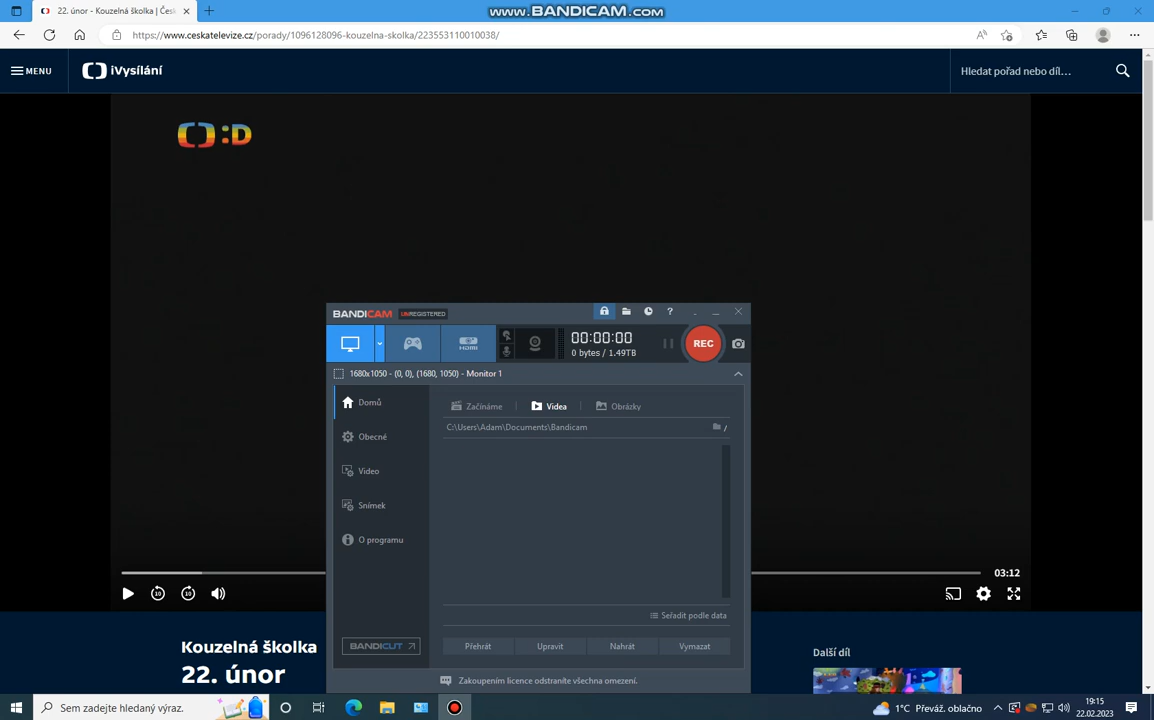 22. únor - Kouzelná školka | Česk
www.BANDICAM.com
https://www.ceskatelevize.cz/porady/1096128096-kouzelna-skolka/223553110010038/
MENU
iVysílání
Hledat pořad nebo díl...
:D
BANDICAM UNREGISTERED
HDMI
00:00:00
0 bytes / 1.49TB
REC
1680x1050 - (0, 0), (1680, 1050) - Monitor 1
Domů
Začínáme
Videa
Obrázky
C:\Users\Adam\Documents\Bandicam
Obecné
Video
Snímek
O programu
03:12
10
10
Seřadit podle data
BANDICUT
Přehrát
Upravit
Nahrát
Vymazat
Zakoupením licence odstraníte všechna omezení.
Kouzelná školka
22. únor
Další díl
Sem zadejte hledaný výraz.
1°C Převáž. oblačno
19:15
22.02.2023